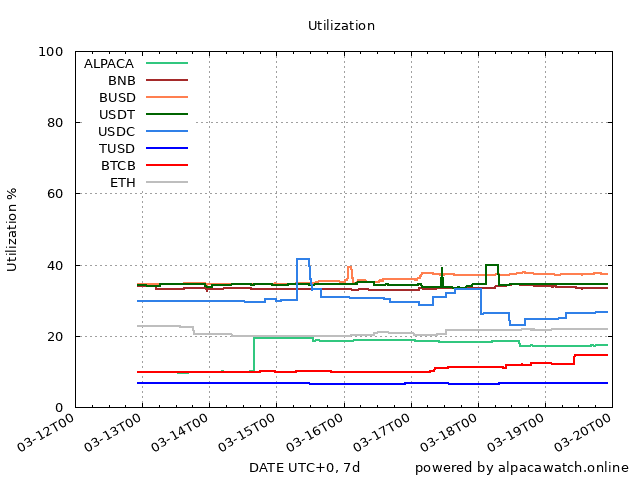 Utilization
100
80
60
40
20
0
Utilization %
ALPACA
BNB
BUSD
USDT
USDC
TUSD
BTCB
ETH
03-12T00
03-13T00
03-14T00
03-15T00
03-16T00
03-17T00
03-18T00
03-19T00
03-20T00
DATE UTC+0, 7d
powered by alpacawatch.online